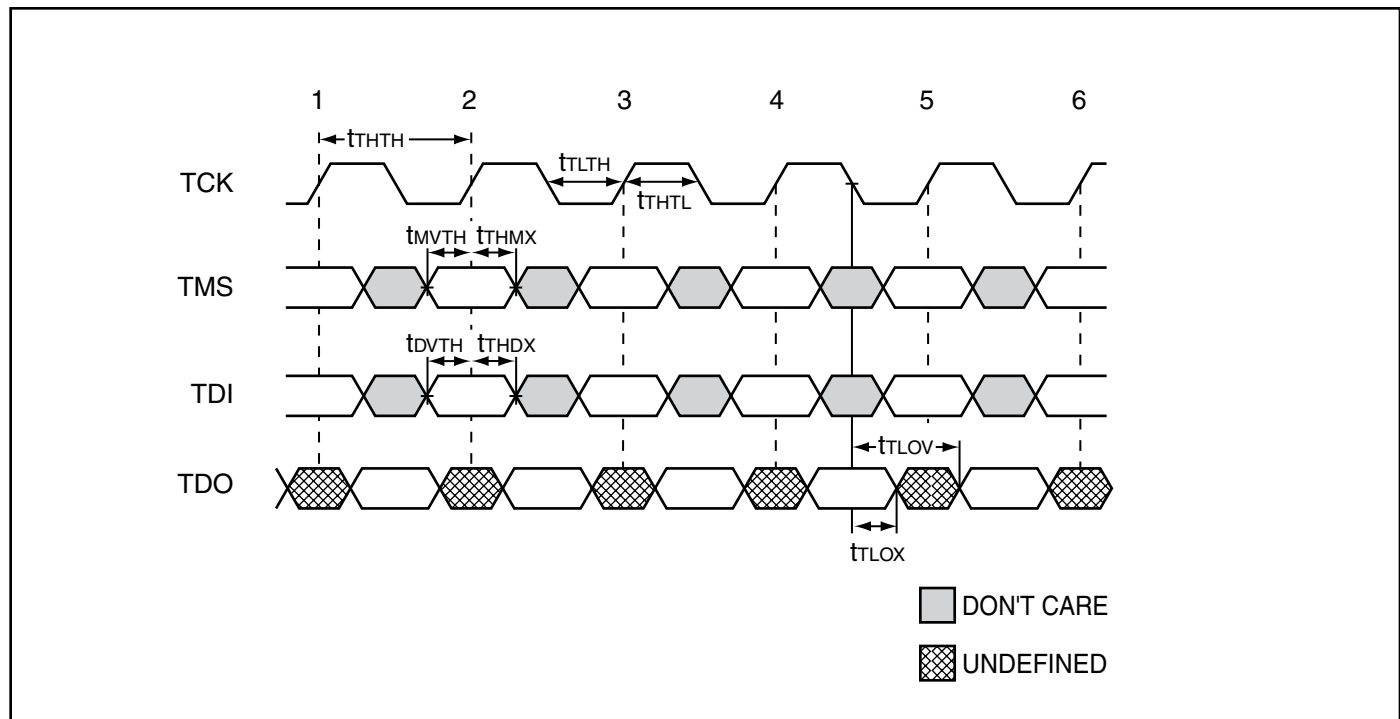 1 2 3 4 5 6
tTHTH
TCK
tTLTH
tTHTL
tMVTH tTHMX
TMS
tDVTH tTHDX
TDI
tTLOV
TDO
tTLOX
DON'T CARE
UNDEFINED